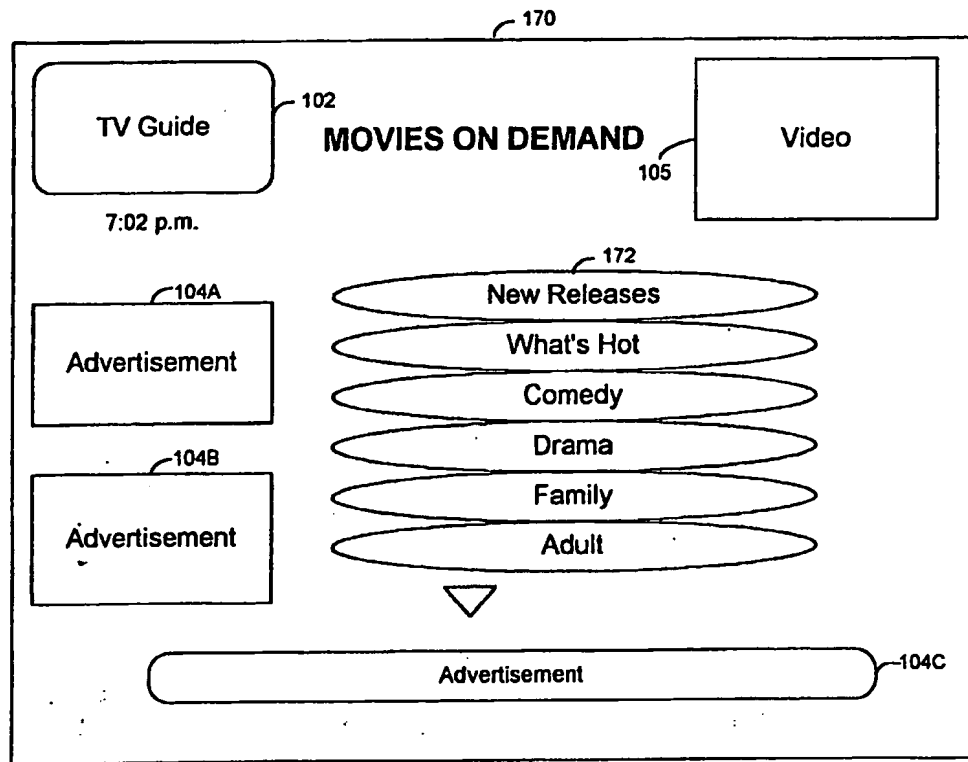 170
TV Guide
102
MOVIES ON DEMAND
Video
105
7:02 p.m.
172
New Releases
104A
What's Hot
Advertisement
Comedy
Drama
104B
Family
Advertisement
Adult
Advertisement
104C